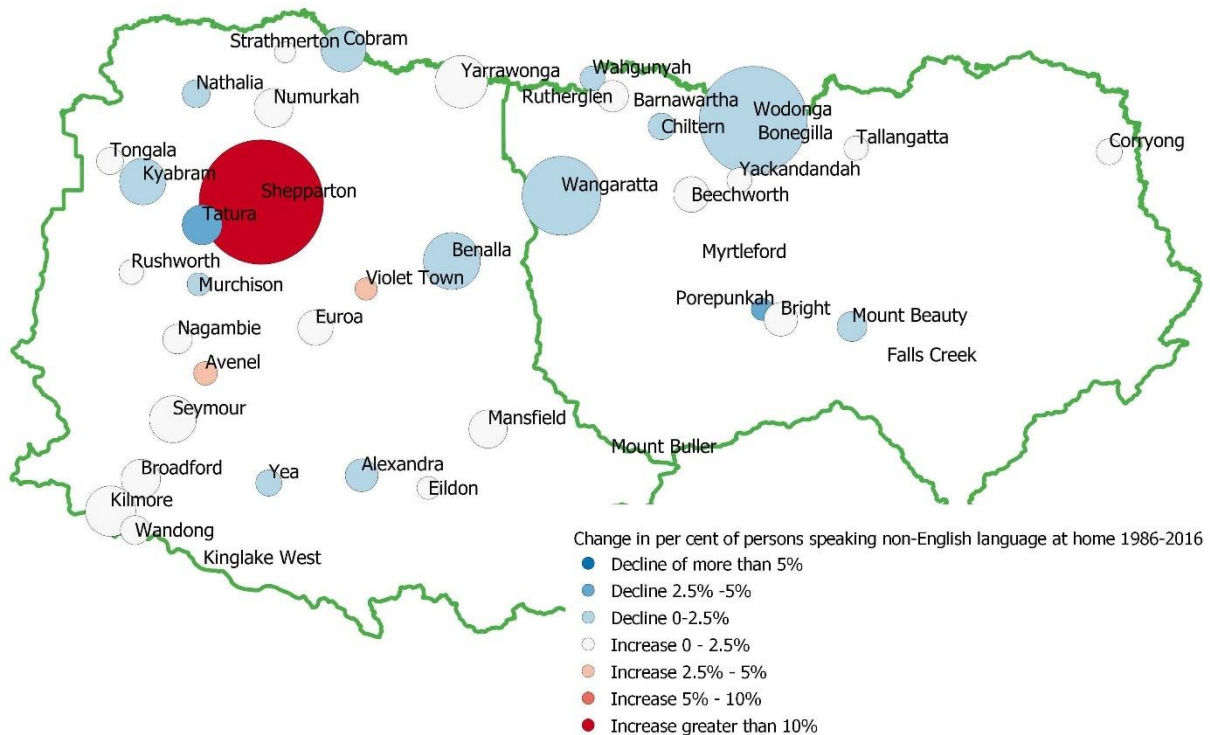 Strathmerton
Cobram
Yarrawonga
Wahgunyah
Nathalia
Numurkah
Rutherglen
Barnawartha
Wodonga
Chiltern
Bonegilla
Tallangatta
Corryong
Tongala
Kyabram
Shepparton
Wangaratta
Yackandandah
Beechworth
Tatura
Rushworth
Benalla
Myrtleford
Murchison
Violet Town
Porepunkah
Bright
Mount Beauty
Nagambie
Euroa
Falls Creek
Avenel
Seymour
Mansfield
Mount Buller
Broadford
Yea
Alexandra
Eildon
Kilmore
Wandong
Kinglake West
Change in per cent of persons speaking non-English language at home 1986-2016
Decline of more than 5%
Decline 2.5% -5%
Decline 0-2.5%
Increase 0 - 2.5%
Increase 2.5% - 5%
Increase 5% - 10%
Increase greater than 10%